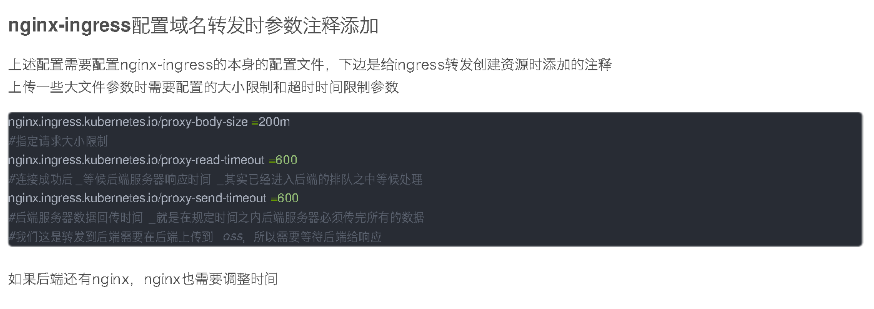 nginx-ingress配置域名转发时参数注释添加
上述配置需要配置nginx-ingress的本身的配置文件，下边是给ingress转发创建资源时添加的注释
上传一些大文件参数时需要配置的大小限制和超时时间限制参数
nginx.ingress.kubernetes.io/proxy-body-size =200m
#指定请求大小限制
nginx.ingress.kubernetes.io/proxy-read-timeout =600
#连接成功后_等候后端服务器响应时间_其实已经进入后端的排队之中等候处理
nginx.ingress.kubernetes.io/proxy-send-timeout =600
#后端服务器数据回传时间_就是在规定时间之内后端服务器必须传完所有的数据
#我们这是转发到后端需要在后端上传到 oss，所以需要等待后端给响应
如果后端还有nginx，nginx也需要调整时间